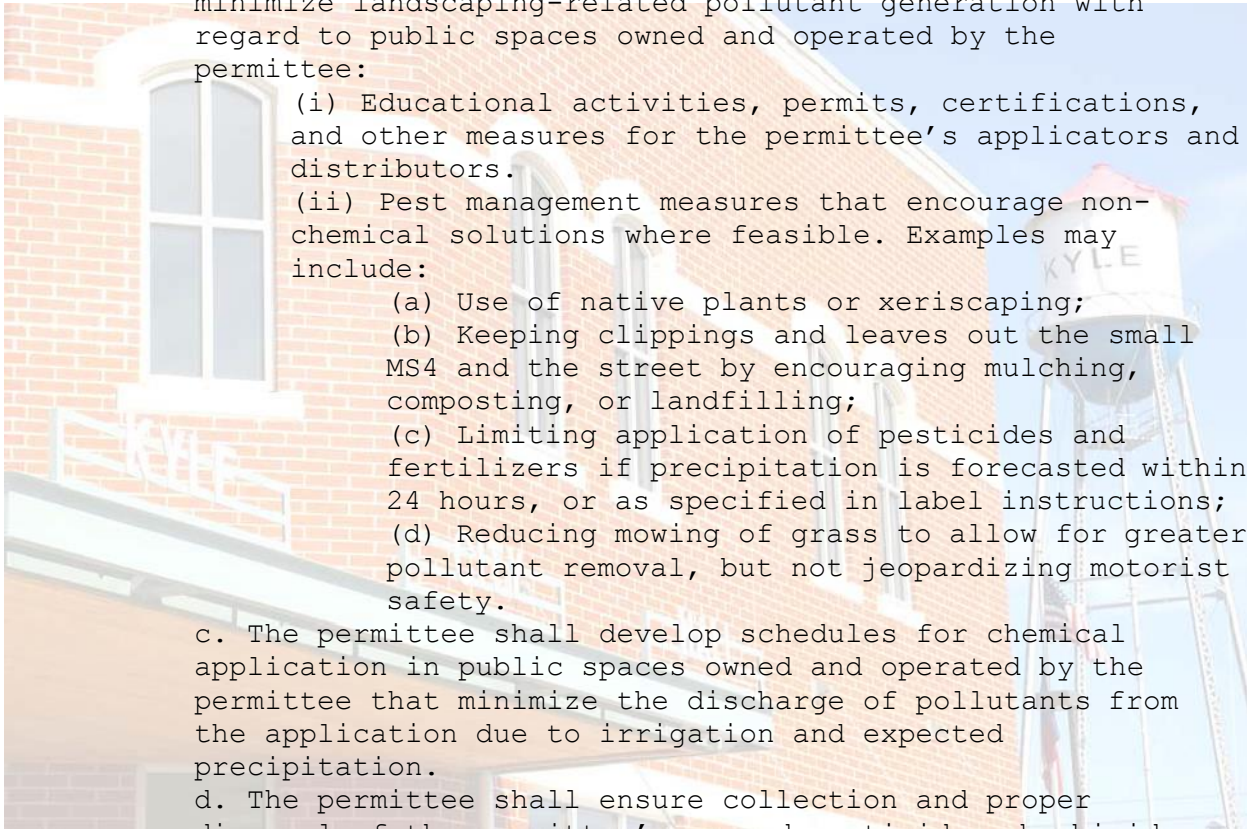 minimize landscaping-related pollutant generation with
regard to public spaces owned and operated by the
permittee:
(i) Educational activities, permits, certifications,
and other measures for the permittee’s applicators and
distributors.
(ii) Pest management measures that encourage non-
chemical solutions where feasible. Examples may
include:
(a) Use of native plants or xeriscaping;
(b) Keeping clippings and leaves out the small
MS4 and the street by encouraging mulching,
composting, or landfilling;
(c) Limiting application of pesticides and
fertilizers if precipitation is forecasted within
24 hours, or as specified in label instructions;
(d) Reducing mowing of grass to allow for greater
pollutant removal, but not jeopardizing motorist
safety.
c. The permittee shall develop schedules for chemical
application in public spaces owned and operated by the
permittee that minimize the discharge of pollutants from
the application due to irrigation and expected
precipitation.
d. The permittee shall ensure collection and proper
KYLE
KYLE